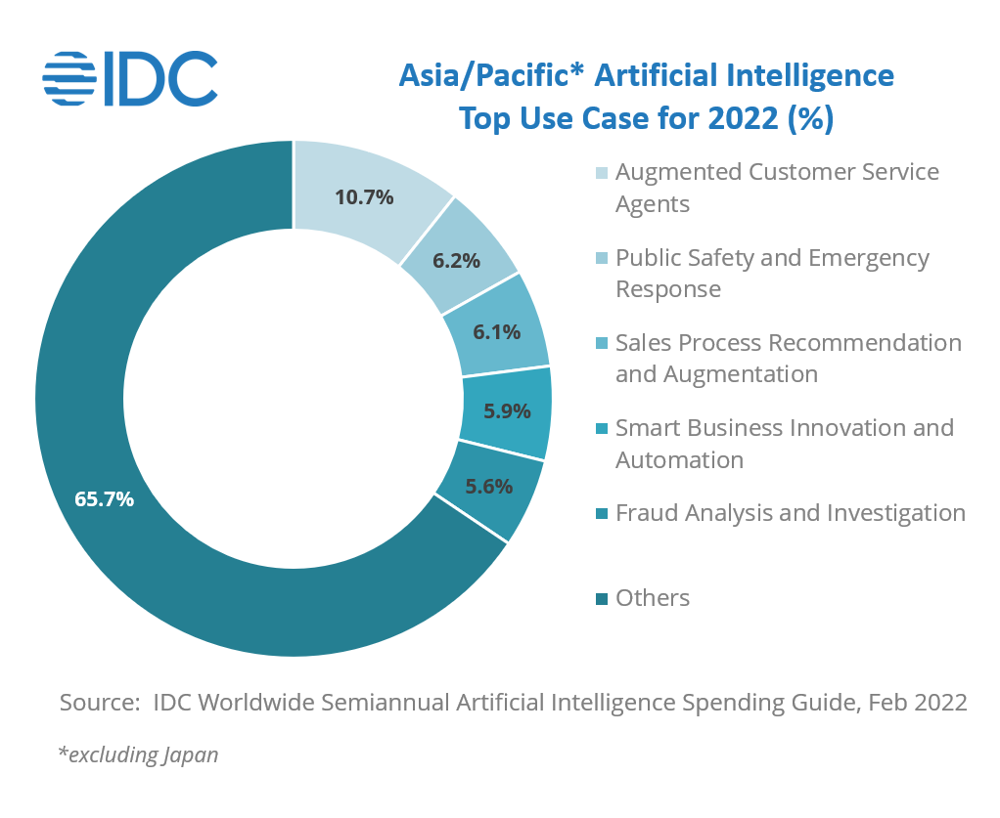 IDC
Asia/Pacific* Artificial Intelligence
Top Use Case for 2022 (%)
10.7%
6.2%
6.1%
5.9%
5.6%
65.7%
Augmented Customer Service
Agents
Public Safety and Emergency
Response
Sales Process Recommendation
and Augmentation
Smart Business Innovation and
Automation
Fraud Analysis and Investigation
Others
Source:  IDC Worldwide Semiannual Artificial Intelligence Spending Guide, Feb 2022
*excluding Japan